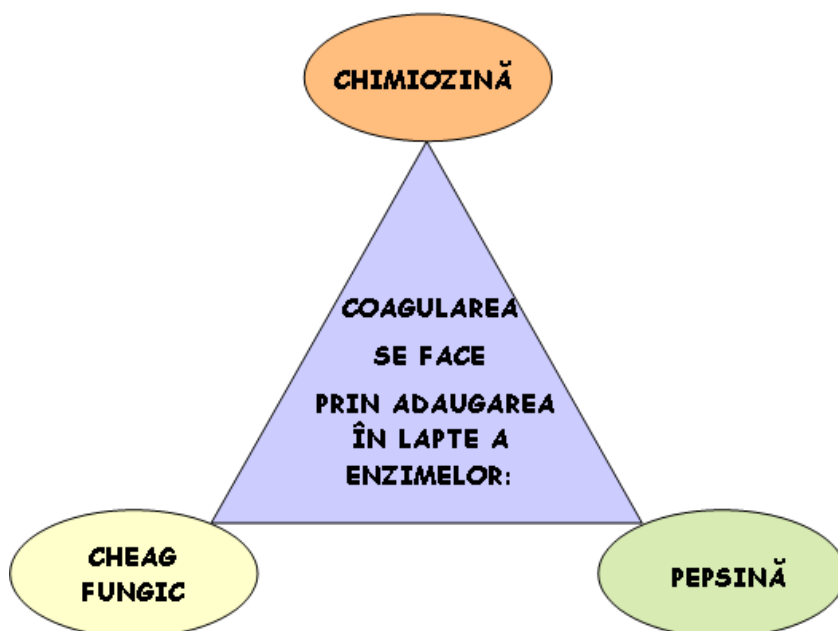 CHIMIOZINĂ
COAGULAREA
SE FACE
PRIN ADAUGAREA
ÎN LAPTE A
ENZIMELOR:
CHEAG
FUNGIC
PEPSINĂ